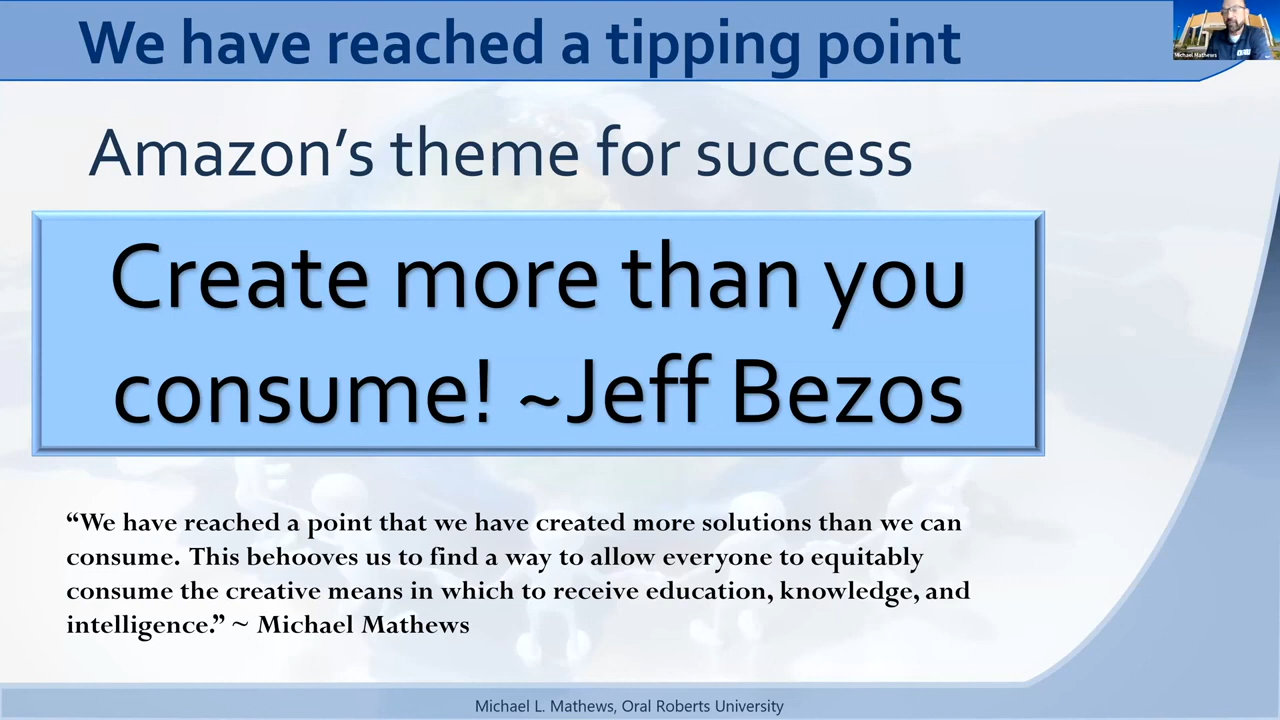 We have reached a tipping point
Michael Mathews
Amazon’s theme for success
Create more than you
consume! ~Jeff Bezos
“We have reached a point that we have created more solutions than we can
consume. This behooves us to find a way to allow everyone to equitably
consume the creative means in which to receive education, knowledge, and
intelligence.” ~ Michael Mathews
Michael L. Mathews, Oral Roberts University